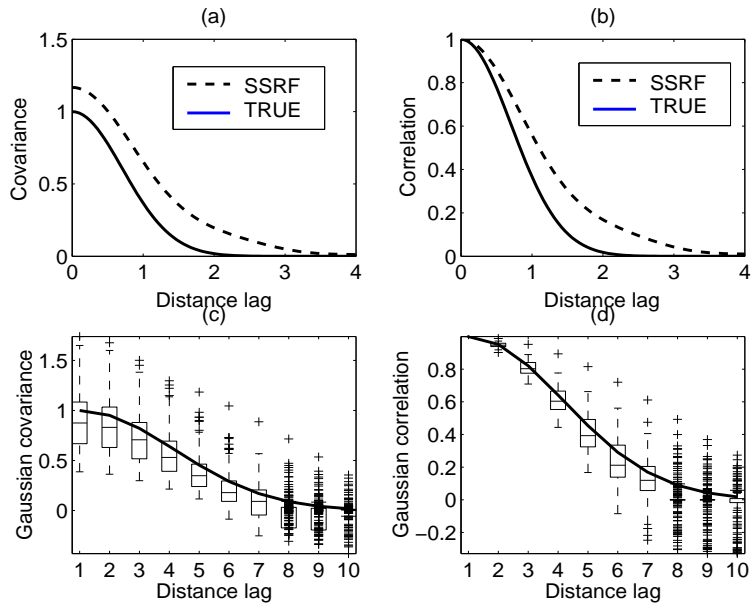 (a)
1.5
1
0.5
0
Covariance
SSRF
TRUE
0 1 2 3 4
Distance lag
(b)
1
0.8
0.6
0.4
0.2
0
Correlation
SSRF
TRUE
0 1 2 3 4
Distance lag
(c)
1.5
1
0.5
0
Gaussian covariance
1 2 3 4 5 6 7 8 9 10
Distance lag
(d)
1
0.8
0.6
0.4
0.2
0
−0.2
Gaussian correlation
1 2 3 4 5 6 7 8 9 10
Distance lag